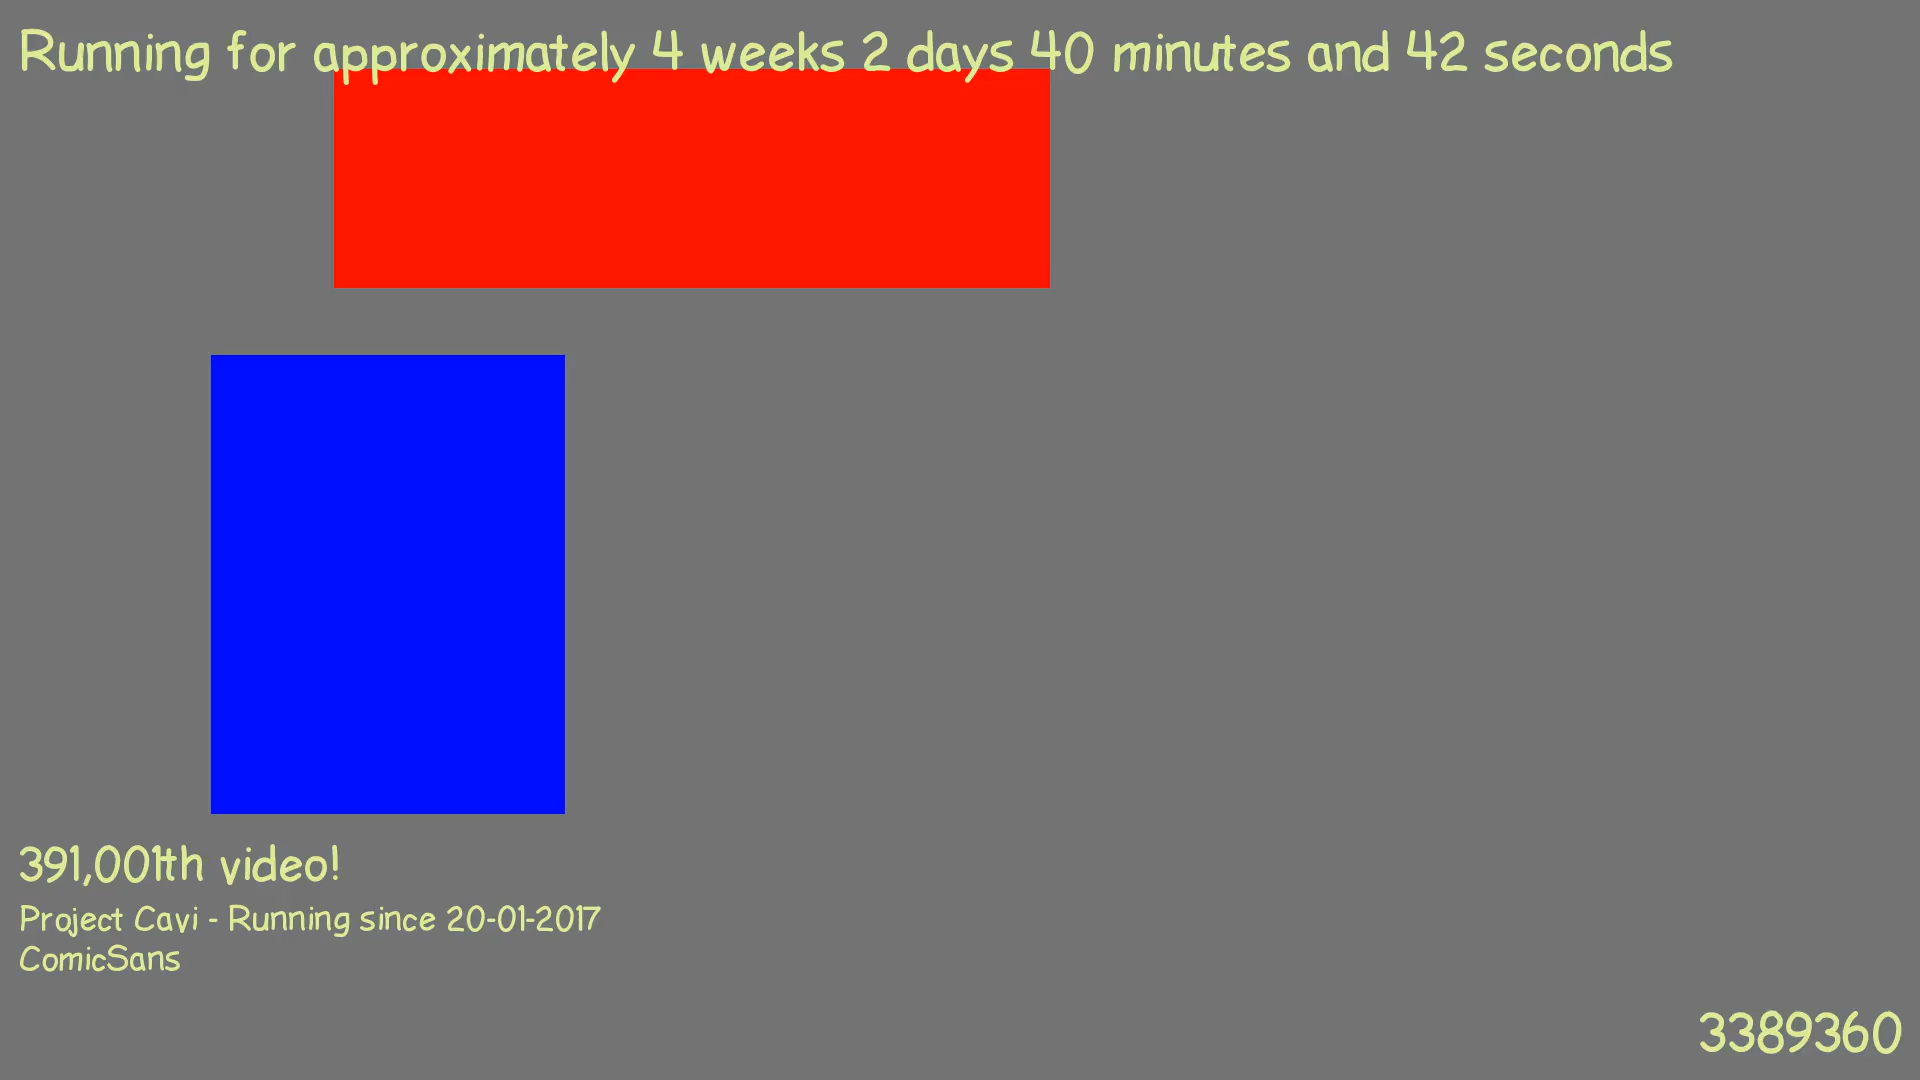 Running for approximately 4 weeks 2 days 40 minutes and 42 seconds
391,001th video!
Project Cavi - Running since 20-01-2017
ComicSans
3389360